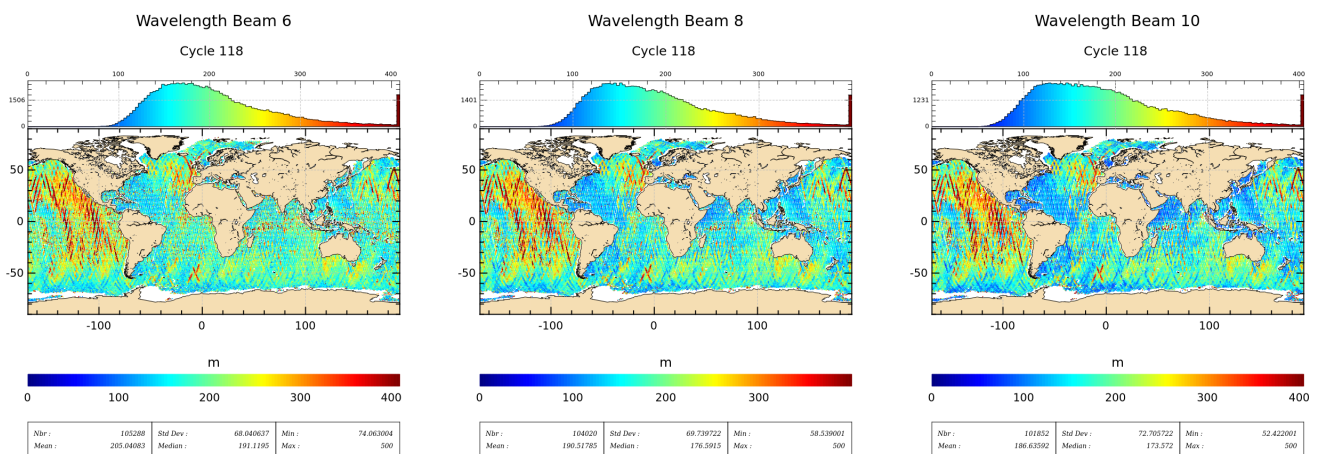 Wavelength Beam 6
Cycle 118
0 100 200 300 400
1506
0
50
0
-50
-100 0 100
m
0 100 200 300 400
Nbr : 105288 Std Dev : 68.040637 Min : 74.063004
Mean : 205.04083 Median : 191.1195 Max : 500
Wavelength Beam 8
Cycle 118
0 100 200 300
1401
0
50
0
-50
-100 0 100
m
0 100 200 300
Nbr : 104020 Std Dev : 69.739722 Min : 58.539001
Mean : 190.51785 Median : 176.5915 Max : 500
Wavelength Beam 10
Cycle 118
0 100 200 300 400
1231
0
50
0
-50
-100 0 100
m
0 100 200 300 400
Nbr : 101852 Std Dev : 72.705722 Min : 52.422001
Mean : 186.63592 Median : 173.572 Max : 500